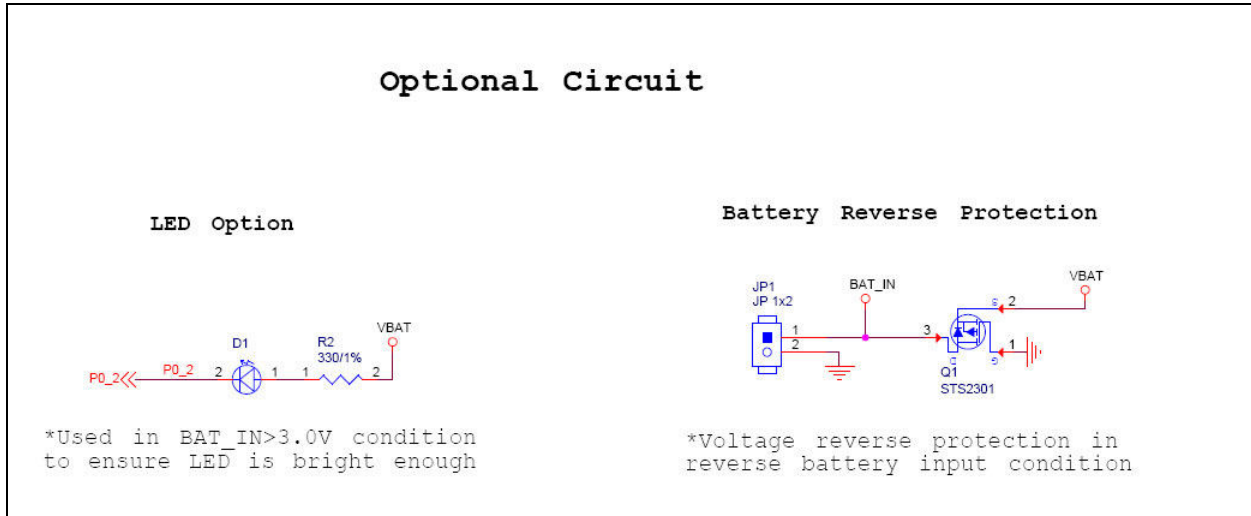 Optional Circuit
LED Option
Battery Reverse Protection
JP1
JP 1x2
BAT_IN
VBAT
1
2
3
S
2
1
D
G
Q1
STS2301
VBAT
D1
R2
330/1%
P0_2
P0_2
2
1
1
2
*Used in BAT_IN>3.0V condition
to ensure LED is bright enough
*Voltage reverse protection in
reverse battery input condition